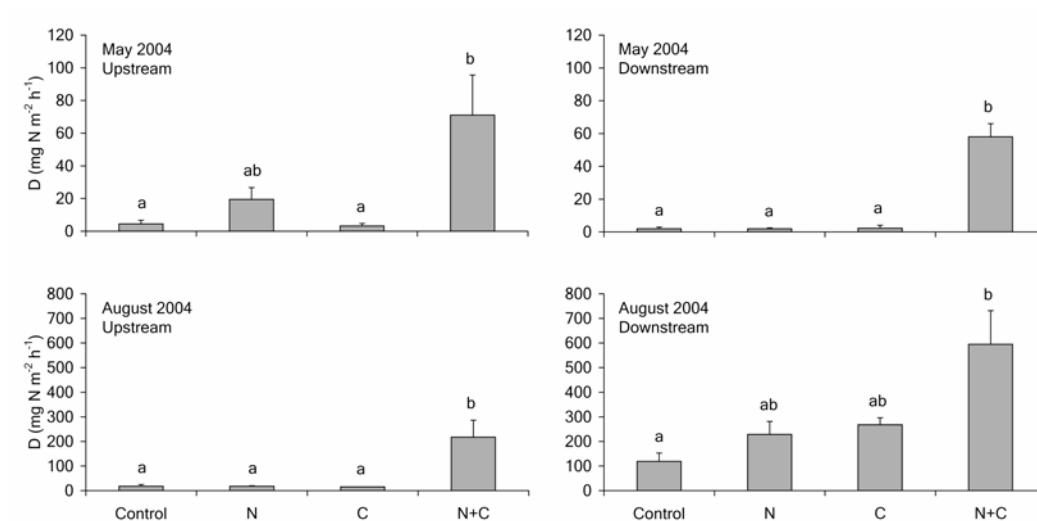 120
100
80
60
40
20
0
D (mg N m⁻² h⁻¹)
May 2004
Upstream
a
ab
a
b
120
100
80
60
40
20
0
May 2004
Downstream
a
a
a
b
800
700
600
500
400
300
200
100
0
D (mg N m⁻² h⁻¹)
August 2004
Upstream
a
a
a
b
Control N C N+C
800
700
600
500
400
300
200
100
0
August 2004
Downstream
a
ab
ab
b
Control N C N+C